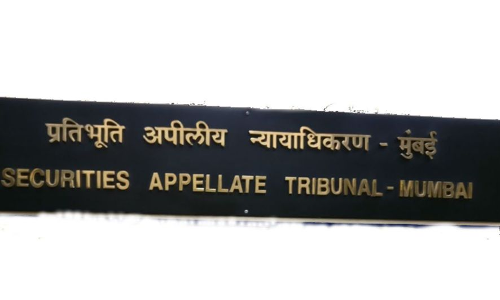 प्रतिभूति अपीलीय न्यायाधिकरण - मुंबई
SECURITIES APPELLATE TRIBUNAL - MUMBAI